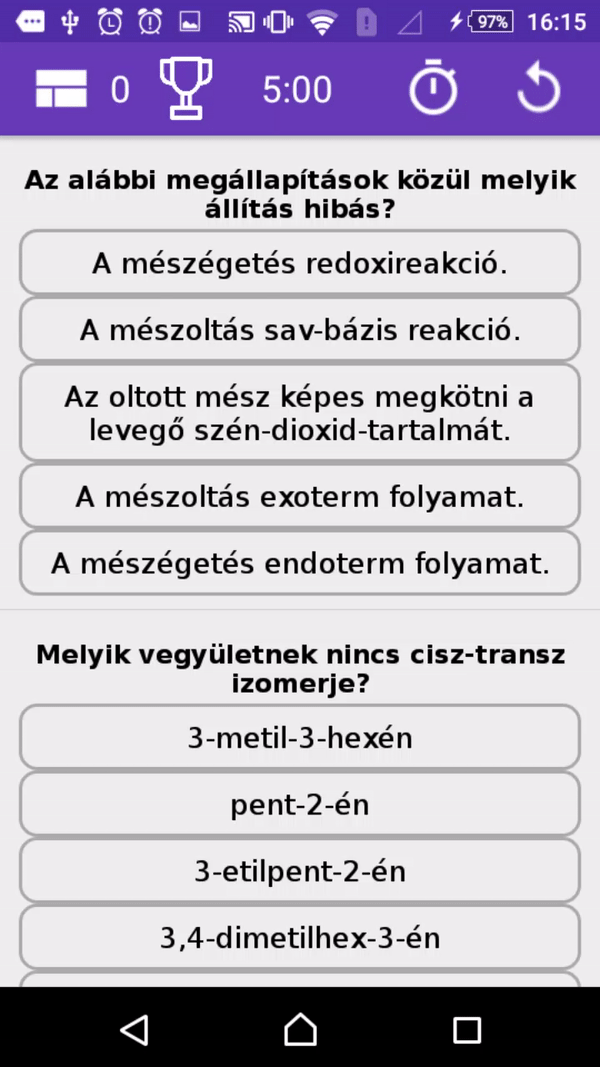 97% 16:15
0 5:00
Az alábbi megállapítások közül melyik
állítás hibás?
A mészégetés redoxireakció.
A mészoltás sav-bázis reakció.
Az oltott mész képes megkötni a
levegő szén-dioxid-tartalmát.
A mészoltás exoterm folyamat.
A mészégetés endoterm folyamat.
Melyik vegyületnek nincs cisz-transz
izomerje?
3-metil-3-hexén
pent-2-én
3-etilpent-2-én
3,4-dimetilhex-3-én